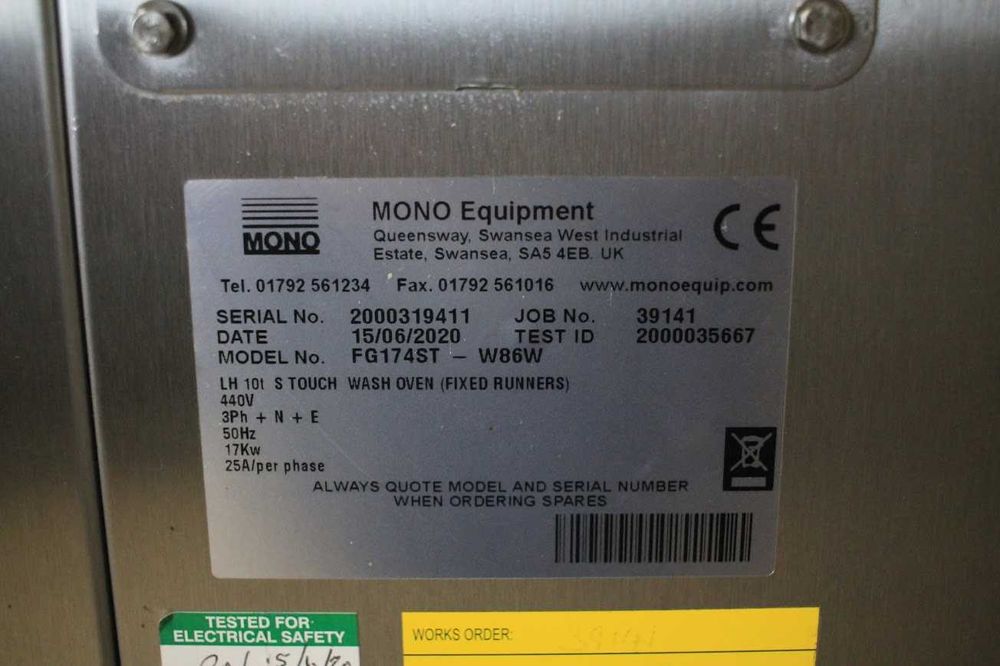 MONO
MONO Equipment
Queensway, Swansea West Industrial
Estate, Swansea, SA5 4EB. UK
CE
Tel. 01792 561234 Fax. 01792 561016 www.monoequip.com
SERIAL No. 2000319411 JOB No. 39141
DATE 15/06/2020 TEST ID 2000035667
MODEL No. FG174ST – W86W
LH 10t S TOUCH WASH OVEN (FIXED RUNNERS)
440V
3Ph + N + E
50Hz
17Kw
25A/per phase
ALWAYS QUOTE MODEL AND SERIAL NUMBER
WHEN ORDERING SPARES
TESTED FOR
ELECTRICAL SAFETY
WORKS ORDER: 39141